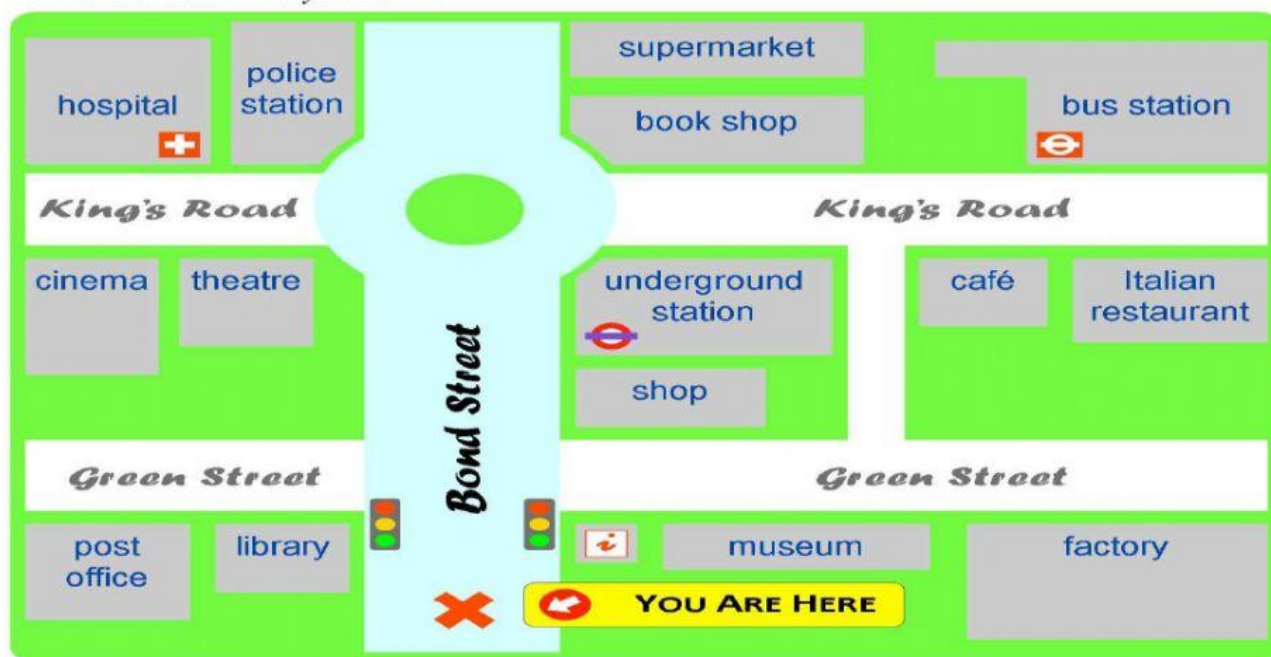 supermarket
police
station
hospital
book shop
bus station
King's Road
King's Road
cinema
theatre
underground
station
café
Italian
restaurant
shop
Bond Street
Green Street
Green Street
post
office
library
i
museum
factory
YOU ARE HERE